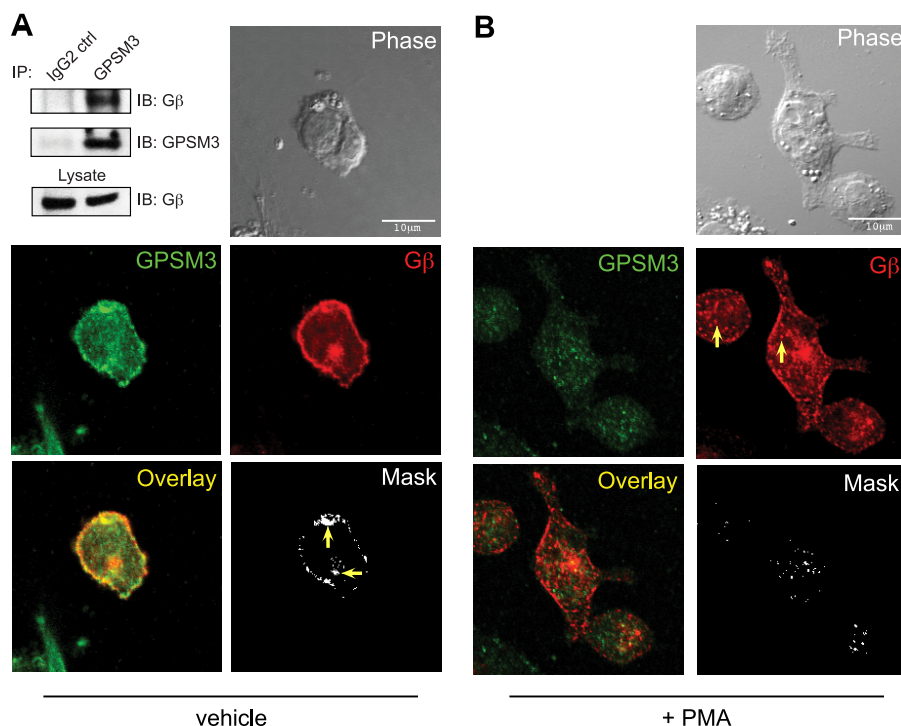 A
IP:
IgG2 ctrl
GPSM3
IB: Gβ
IB: GPSM3
Lysate
IB: Gβ
Phase
10μm
GPSM3
Gβ
Overlay
Mask
vehicle
B
Phase
10μm
GPSM3
Gβ
Overlay
Mask
+ PMA